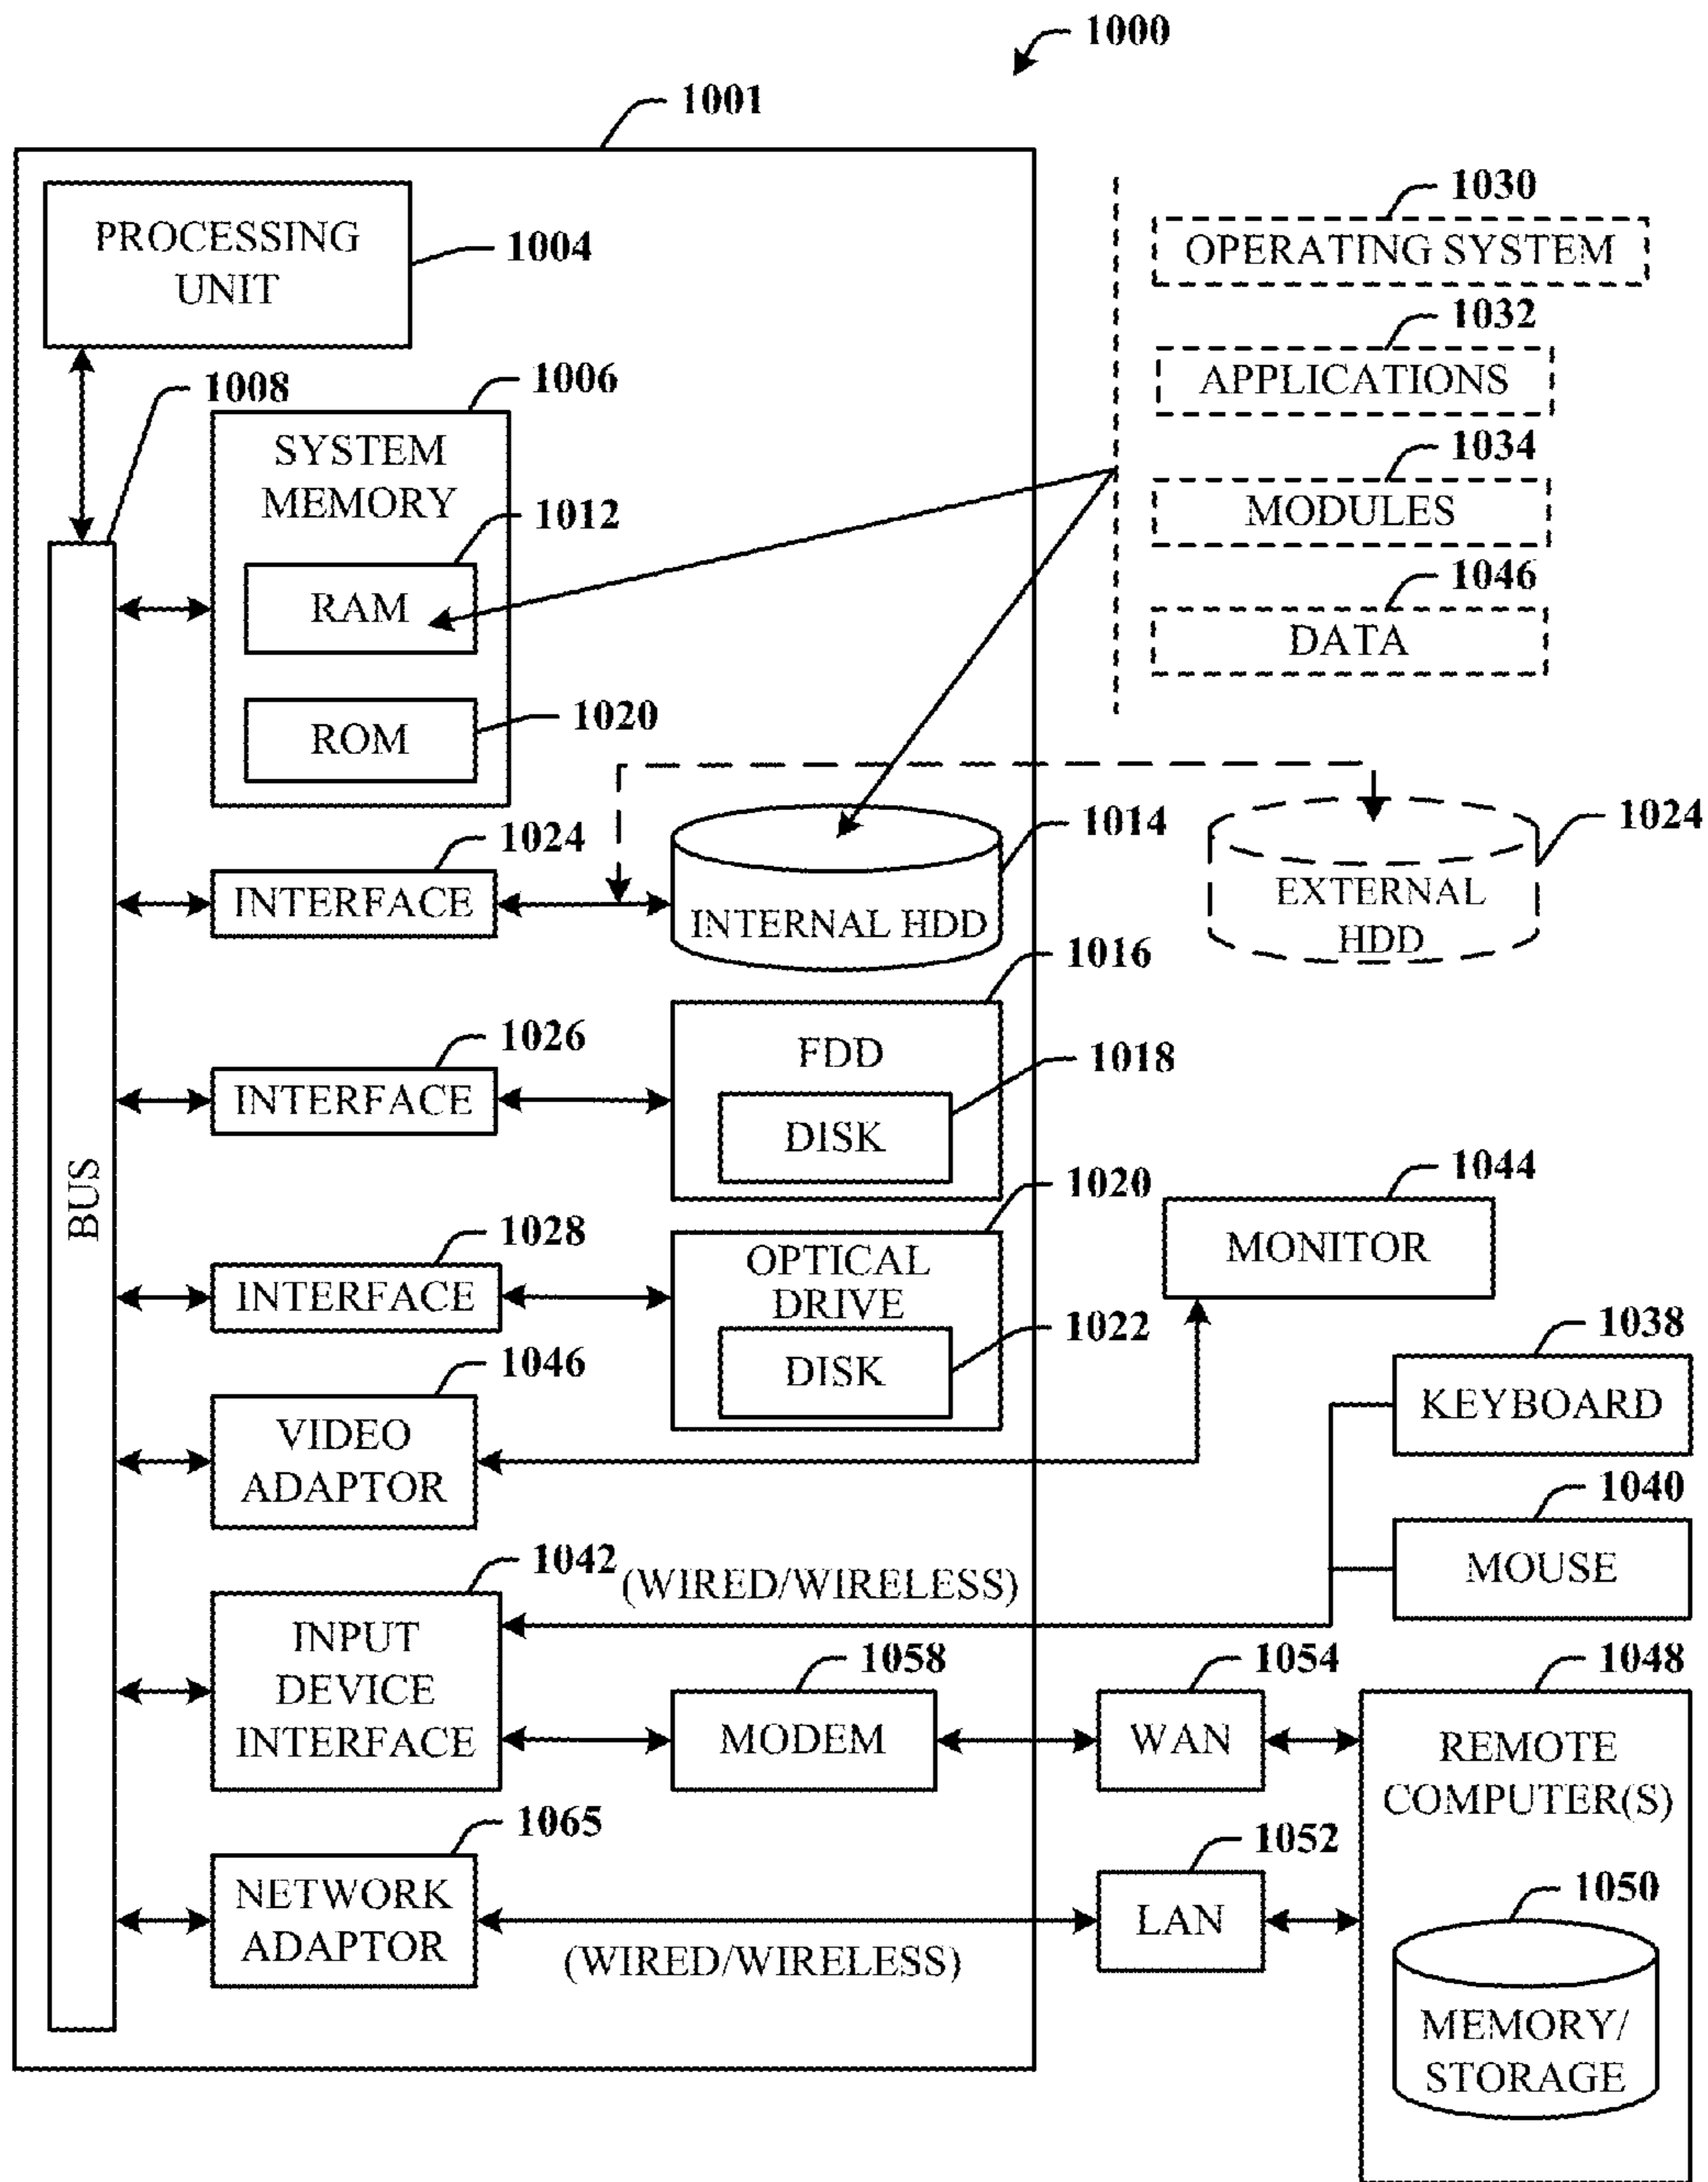 1000
1001
PROCESSING
UNIT
1004
1030
OPERATING SYSTEM
1032
APPLICATIONS
1034
MODULES
1046
DATA
1008
1006
SYSTEM
MEMORY
1012
RAM
1020
ROM
BUS
1024
INTERFACE
1014
INTERNAL HDD
1024
EXTERNAL
HDD
1026
INTERFACE
1016
FDD
1018
DISK
1028
INTERFACE
1020
OPTICAL
DRIVE
1022
DISK
1044
MONITOR
1046
VIDEO
ADAPTOR
1038
KEYBOARD
1040
MOUSE
1042
(WIRED/WIRELESS)
INPUT
DEVICE
INTERFACE
1058
MODEM
1054
WAN
1048
REMOTE
COMPUTER(S)
1065
NETWORK
ADAPTOR
(WIRED/WIRELESS)
1052
LAN
1050
MEMORY/
STORAGE